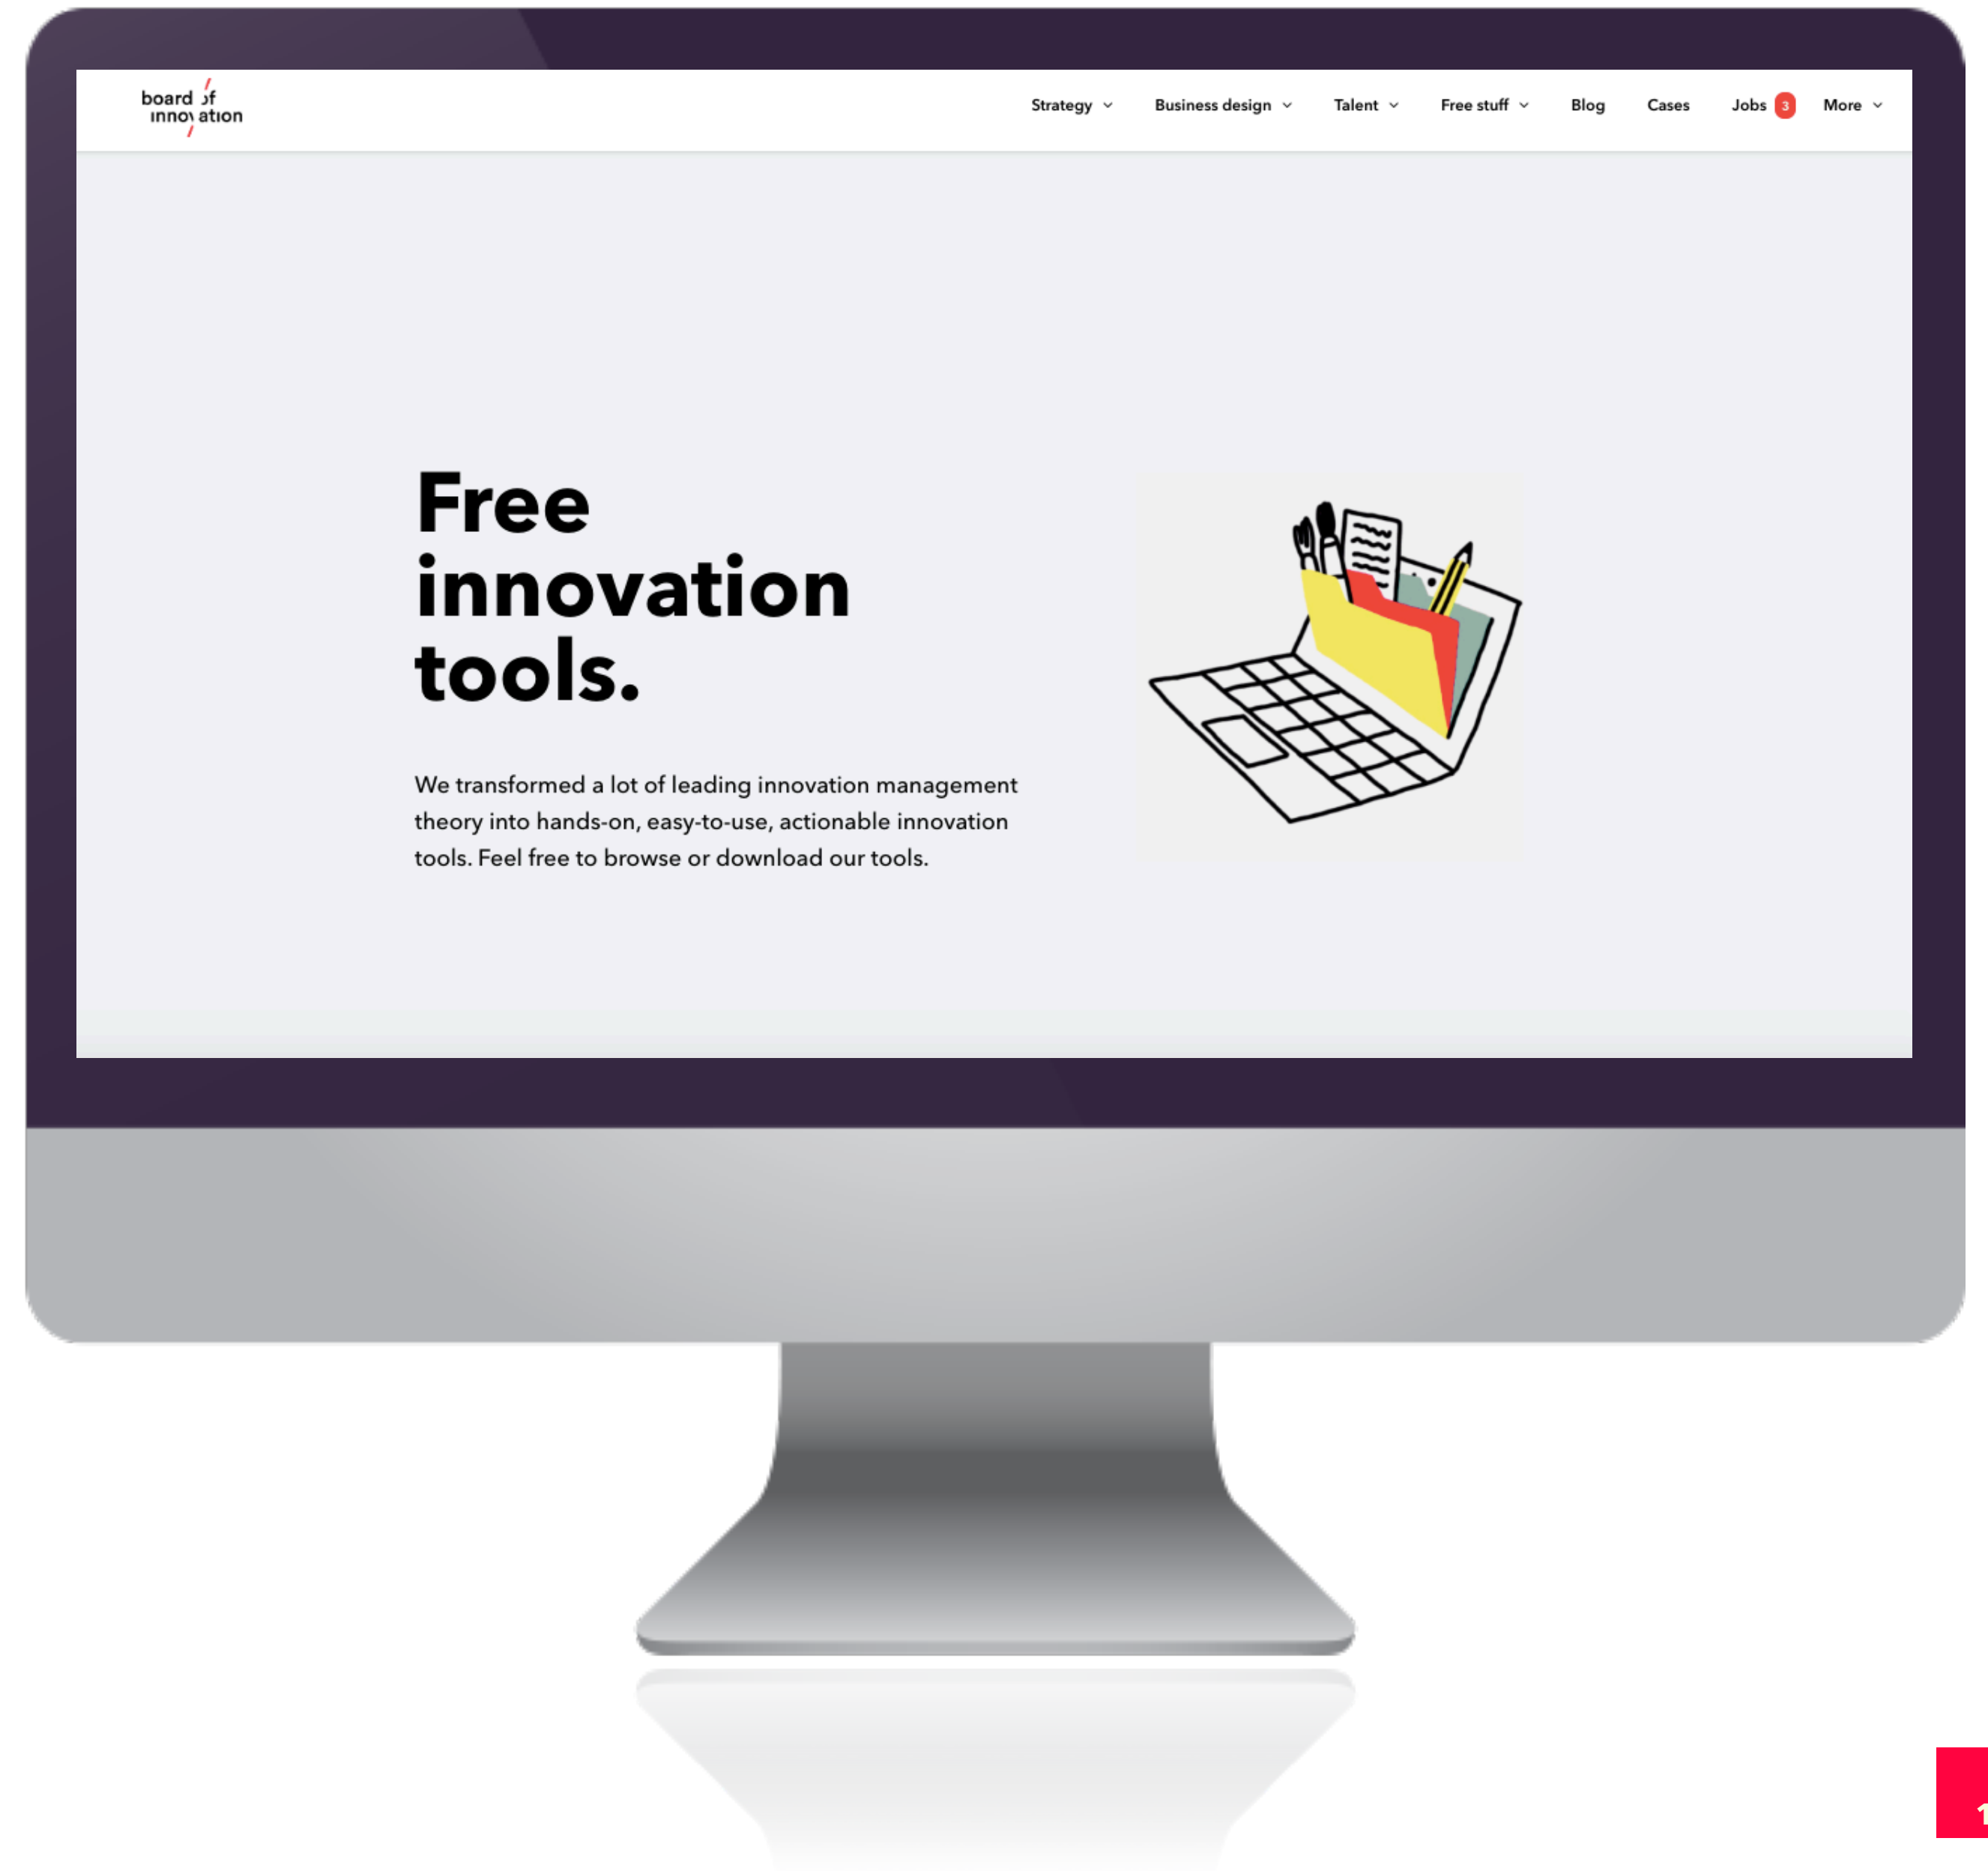 board of
innovation
Strategy Business design Talent Free stuff Blog Cases Jobs 3 More
Free
innovation
tools.
We transformed a lot of leading innovation management
theory into hands-on, easy-to-use, actionable innovation
tools. Feel free to browse or download our tools.